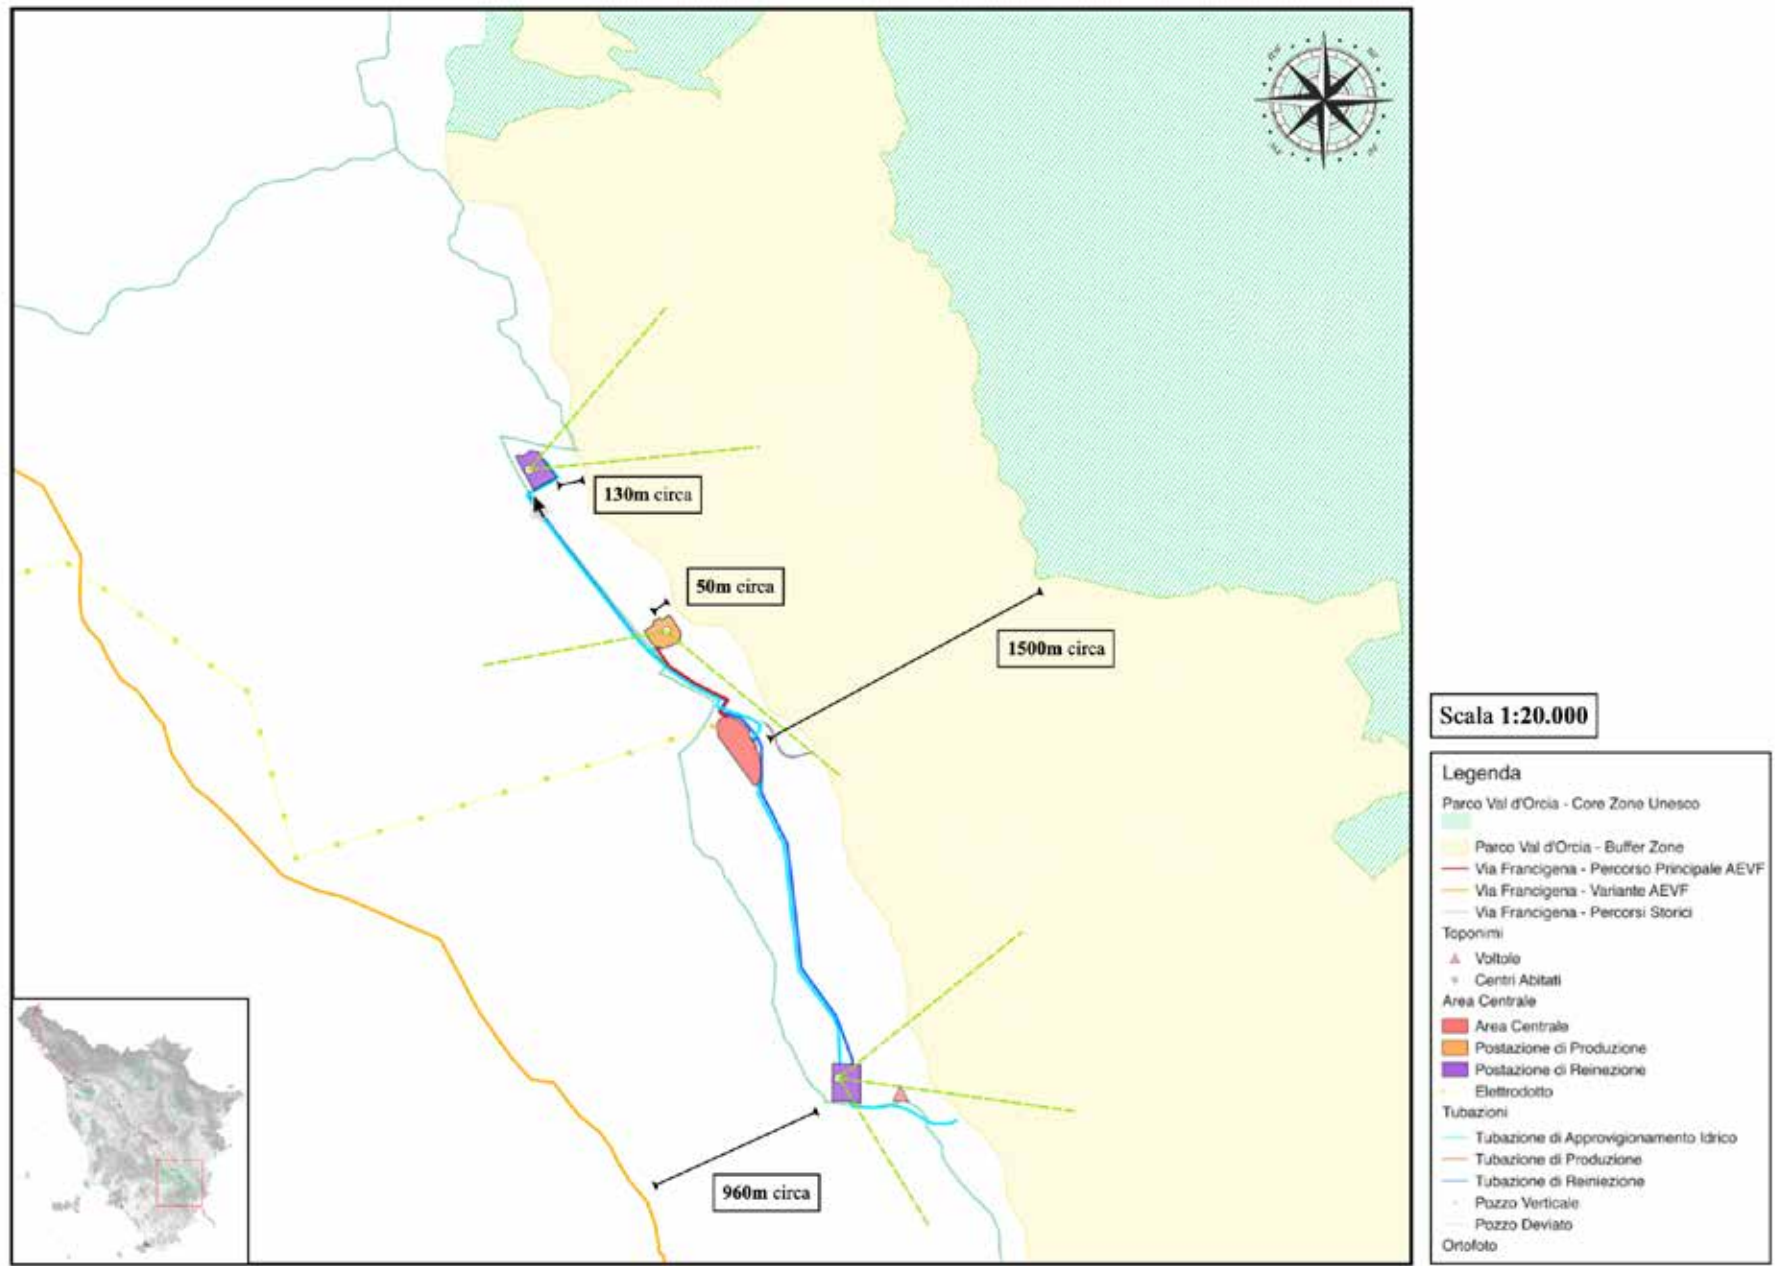 130m circa
50m circa
1500m circa
960m circa
Scala 1:20.000
Legenda
Parco Val d'Orcia - Core Zone Unesco
Parco Val d'Orcia - Buffer Zone
Via Francigena - Percorso Principale AEVF
Via Francigena - Variante AEVF
Via Francigena - Percorsi Storici
Toponimi
Voltole
Centri Abitati
Area Centrale
Area Centrale
Postazione di Produzione
Postazione di Reinezione
Elettrodotto
Tubazioni
Tubazione di Approvigionamento Idrico
Tubazione di Produzione
Tubazione di Reiniezione
Pozzo Verticale
Pozzo Deviato
Ortofoto